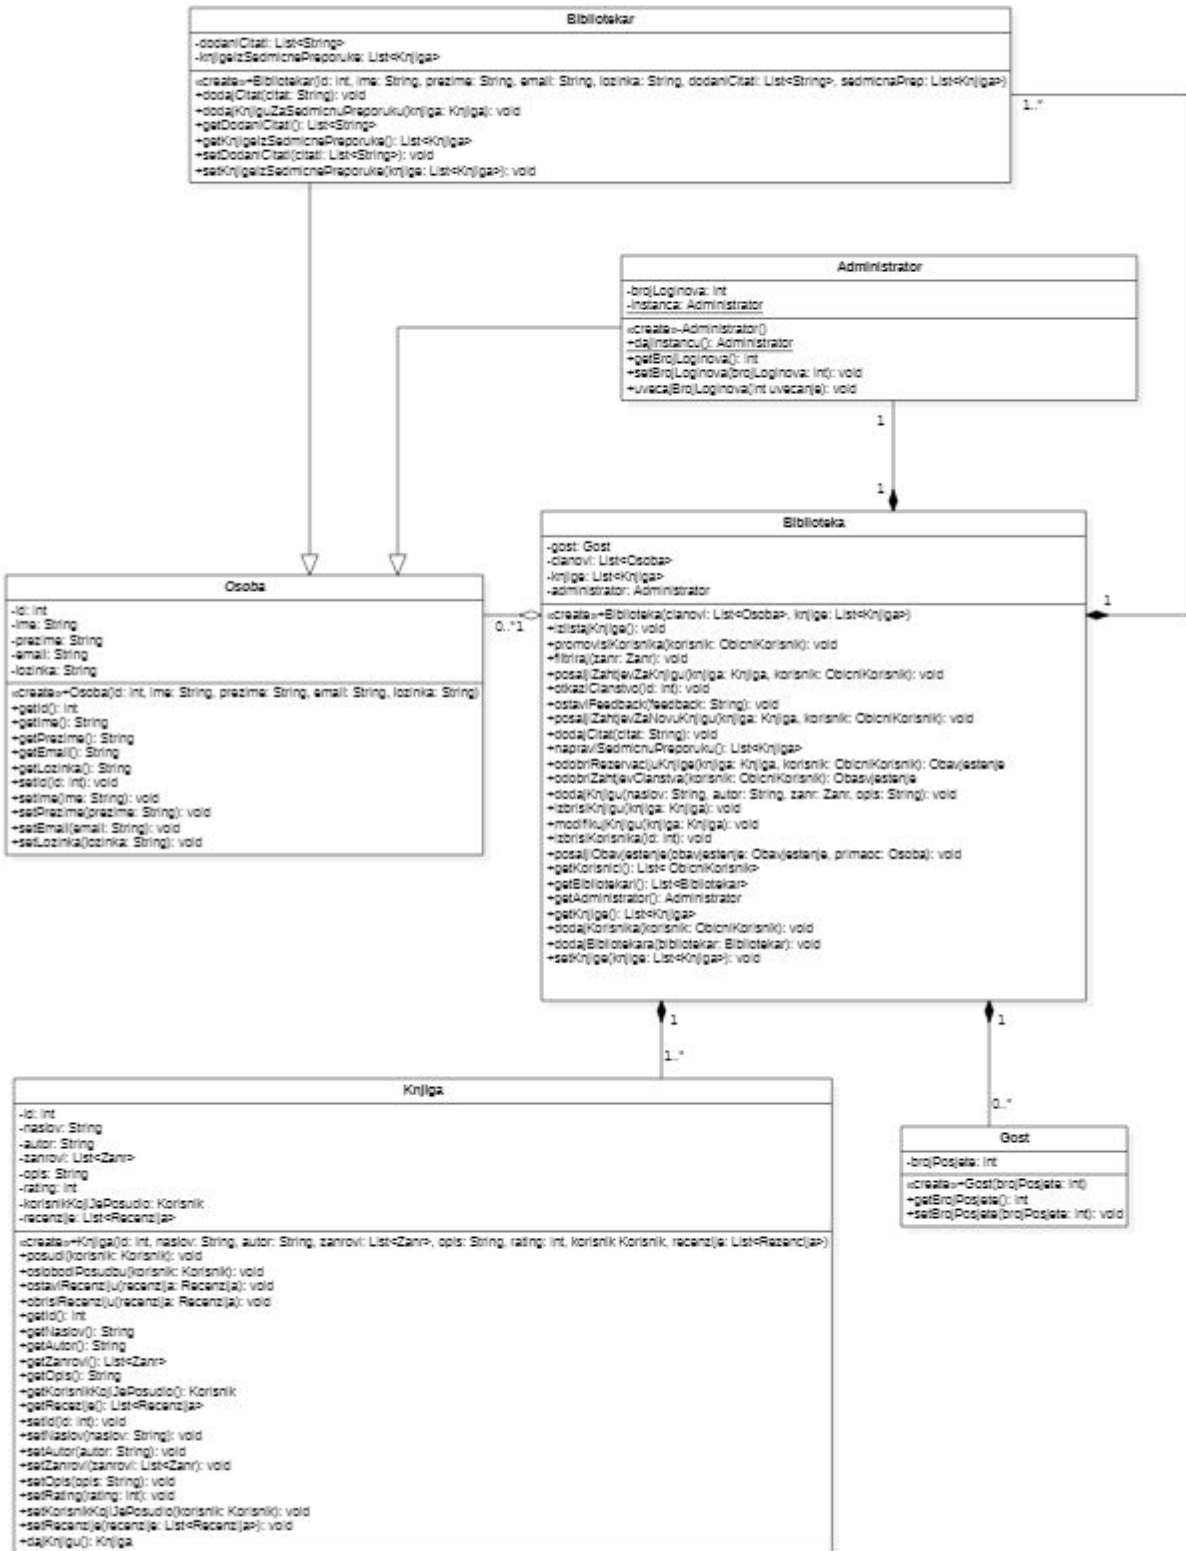 Bibliotekar
-dodaniCitati: List<String>
-knjigeIzSedmicnePreporuke: List<Knjiga>
«create»+Bibliotekar(id: int, ime: String, prezime: String, email: String, lozinka: String, dodaniCitati: List<String>, sedmicnaPrep: List<Knjiga>)
+dodajCitat(citat: String): void
+dodajKnjiguZaSedmicnuPreporuku(knjiga: Knjiga): void
+getDodaniCitati(): List<String>
+getKnjigeIzSedmicnePreporuke(): List<Knjiga>
+setDodaniCitati(citati: List<String>): void
+setKnjigeIzSedmicnePreporuke(knjige: List<Knjiga>): void
1..*
Administrator
-brojLoginova: int
-instanca: Administrator
«create»-Administrator()
+dajInstancu(): Administrator
+getBrojLoginova(): int
+setBrojLoginova(brojLoginova: int): void
+uvecajBrojLoginova(int uvecanje): void
1
1
Biblioteka
-gost: Gost
-clanovi: List<Osoba>
-knjige: List<Knjiga>
-administrator: Administrator
«create»+Biblioteka(clanovi: List<Osoba>, knjige: List<Knjiga>)
+izlistajKnjige(): void
+promovisiKorisnika(korisnik: ObicniKorisnik): void
+filtriraj(zanr: Zanr): void
+posaljiZahtjevZaKnjigu(knjiga: Knjiga, korisnik: ObicniKorisnik): void
+otkaziClanstvo(id: int): void
+ostaviFeedback(feedback: String): void
+posaljiZahtjevZaNovuKnjigu(knjiga: Knjiga, korisnik: ObicniKorisnik): void
+dodajCitat(citat: String): void
+napraviSedmicnuPreporuku(): List<Knjiga>
+odobriRezervacijuKnjige(knjiga: Knjiga, korisnik: ObicniKorisnik): Obavjestenje
+odobriZahtjevClanstva(korisnik: ObicniKorisnik): Obasvjestenje
+dodajKnjigu(naslov: String, autor: String, zanr: Zanr, opis: String): void
+izbrisiKnjigu(knjiga: Knjiga): void
+modifikujKnjigu(knjiga: Knjiga): void
+izbrisiKorisnika(id: int): void
+posaljiObavjestenje(obavjestenje: Obavjestenje, primaoc: Osoba): void
+getKorisnici(): List< ObicniKorisnik>
+getBibliotekari(): List<Bibliotekar>
+getAdministrator(): Administrator
+getKnjige(): List<Knjiga>
+dodajKorisnika(korisnik: ObicniKorisnik): void
+dodajBibliotekara(bibliotekar: Bibliotekar): void
+setKnjige(knjige: List<Knjiga>): void
1
Osoba
-id: int
-ime: String
-prezime: String
-email: String
-lozinka: String
«create»+Osoba(id: int, ime: String, prezime: String, email: String, lozinka: String)
+getId(): int
+getIme(): String
+getPrezime(): String
+getEmail(): String
+getLozinka(): String
+setId(id: int): void
+setIme(ime: String): void
+setPrezime(prezime: String): void
+setEmail(email: String): void
+setLozinka(lozinka: String): void
0..*1
1
1..*
1
0..*
Knjiga
-id: int
-naslov: String
-autor: String
-zanrovi: List<Zanr>
-opis: String
-rating: int
-korisnikKojiJePosudio: Korisnik
-recenzije: List<Recenzija>
«create»+Knjiga(id: int, naslov: String, autor: String, zanrovi: List<Zanr>, opis: String, rating: int, korisnik Korisnik, recenzije: List<Rezencija>)
+posudi(korisnik: Korisnik): void
+oslobodiPosudbu(korisnik: Korisnik): void
+ostaviRecenziju(recenzija: Recenzija): void
+obrisiRecenziju(recenzija: Recenzija): void
+getId(): int
+getNaslov(): String
+getAutor(): String
+getZanrovi(): List<Zanr>
+getOpis(): String
+getKorisnikKojiJePosudio(): Korisnik
+getRecezije(): List<Recenzija>
+setId(id: int): void
+setNaslov(naslov: String): void
+setAutor(autor: String): void
+setZanrovi(zanrovi: List<Zanr): void
+setOpis(opis: String): void
+setRating(rating: int): void
+setKorisnikKojiJePosudio(korisnik: Korisnik): void
+setRecenzije(recenzije: List<Recenzija>): void
+dajKnjigu(): Knjiga
Gost
-brojPosjete: int
«create»+Gost(brojPosjete: int)
+getBrojPosjete(): int
+setBrojPosjete(brojPosjete: int): void